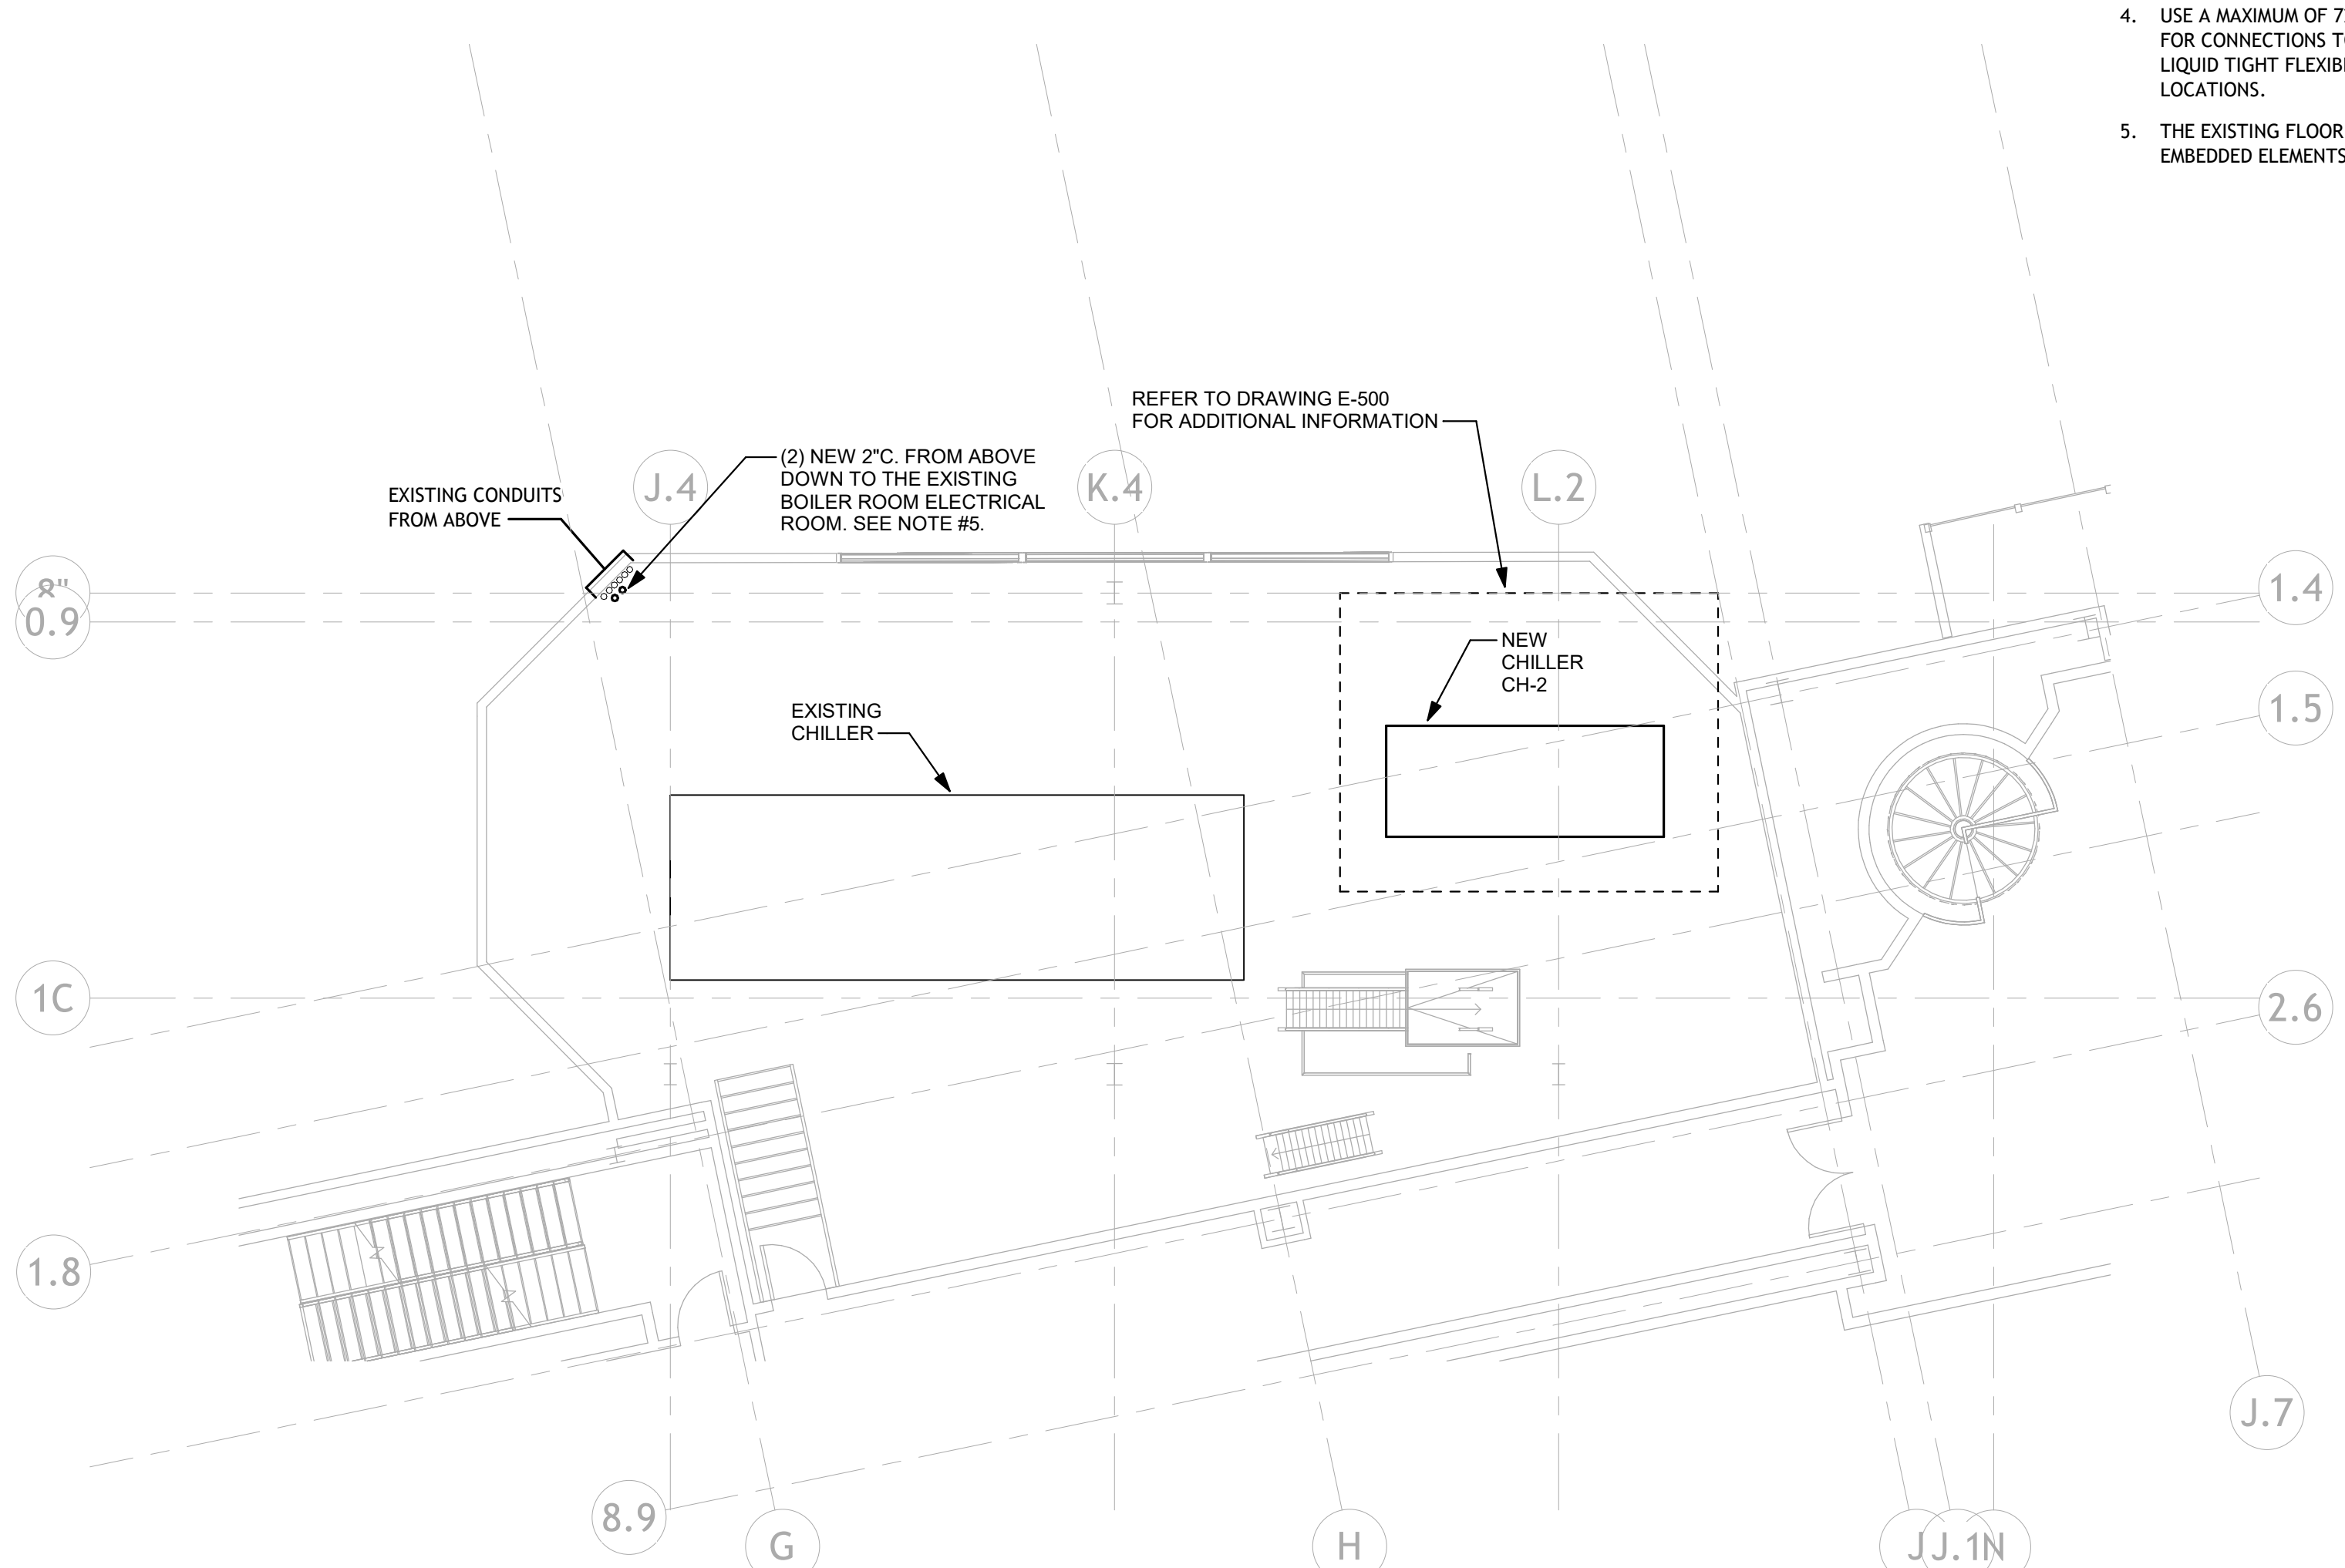 4. USE A MAXIMUM OF 7
FOR CONNECTIONS TO
LIQUID TIGHT FLEXIB
LOCATIONS.
5. THE EXISTING FLOOR
EMBEDDED ELEMENTS
REFER TO DRAWING E-500
FOR ADDITIONAL INFORMATION
(2) NEW 2"C. FROM ABOVE
DOWN TO THE EXISTING
BOILER ROOM ELECTRICAL
ROOM. SEE NOTE #5.
EXISTING CONDUITS
FROM ABOVE
J.4
K.4
L.2
8"
0.9
1.4
NEW
CHILLER
CH-2
EXISTING
CHILLER
1.5
1C
2.6
1.8
J.7
8.9
G
H
J
J.1
N